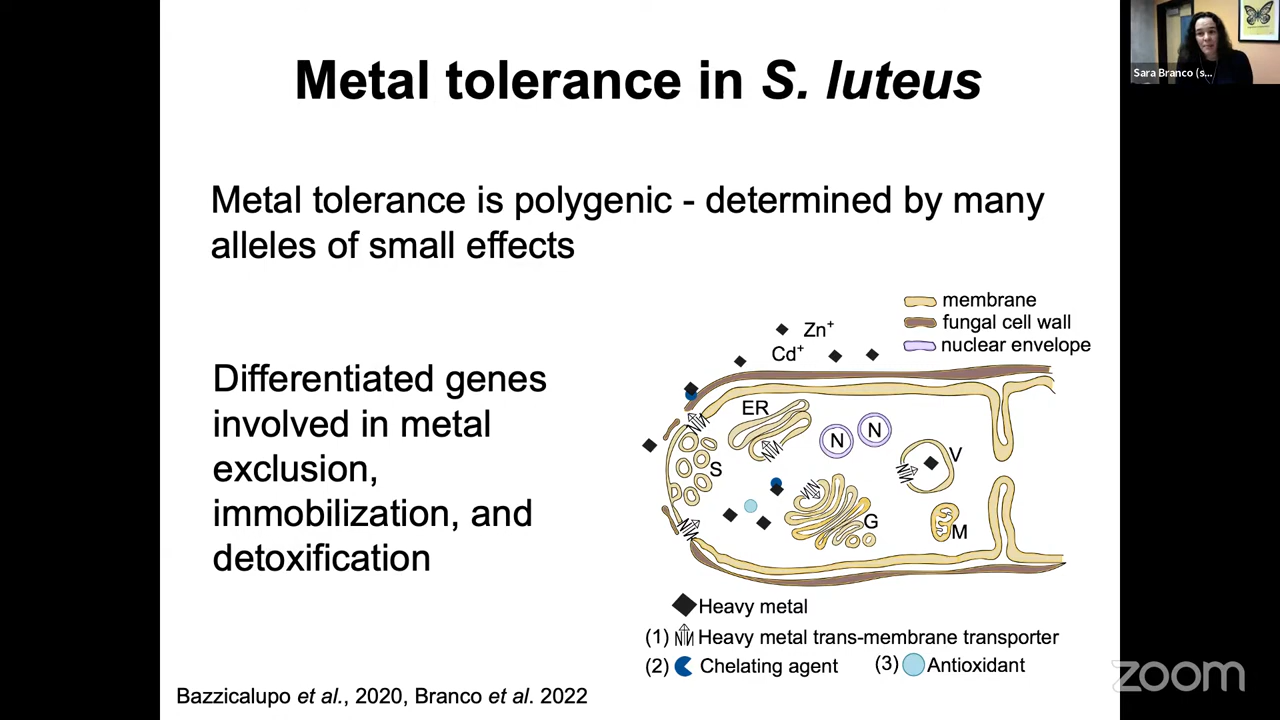 Metal tolerance in S. luteus
Sara Branco (s...
Metal tolerance is polygenic - determined by many
alleles of small effects
Differentiated genes
involved in metal
exclusion,
immobilization, and
detoxification
membrane
fungal cell wall
nuclear envelope
Zn+
Cd+
ER
N
N
V
S
G
M
Heavy metal
(1) Heavy metal trans-membrane transporter
(2) Chelating agent (3) Antioxidant
Bazzicalupo et al., 2020, Branco et al. 2022
zoom